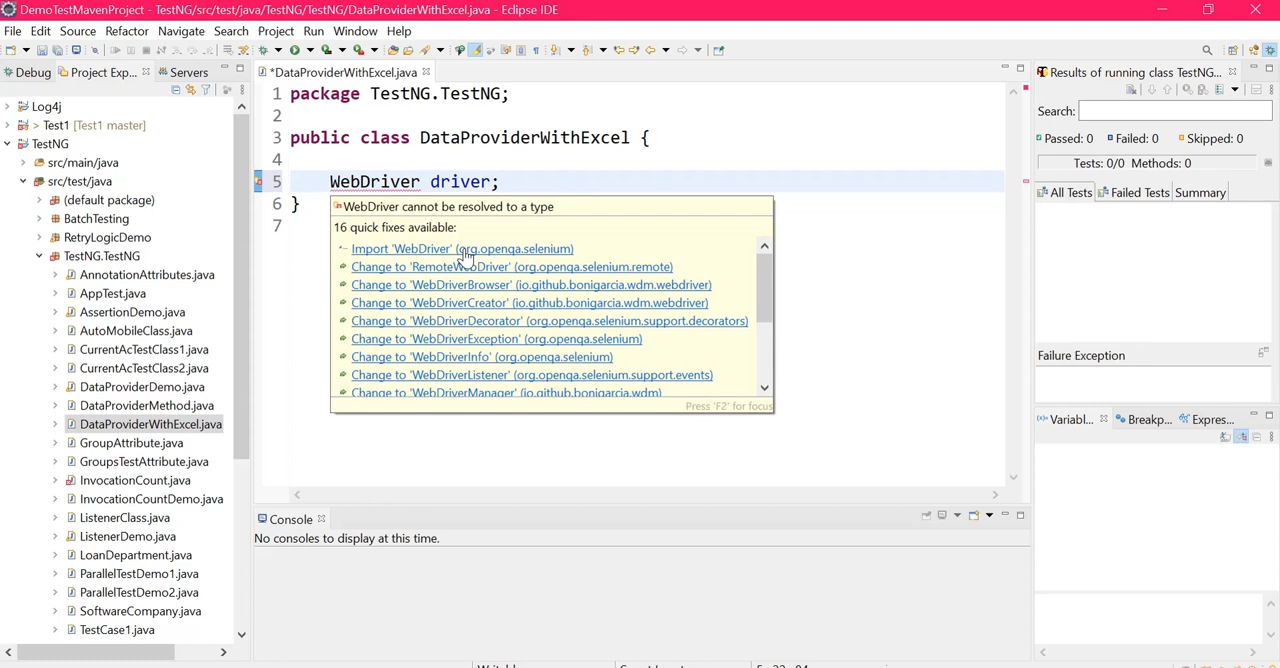 DemoTestMavenProject - TestNG/src/test/java/TestNG/TestNG/DataProviderWithExcel.java - Eclipse IDE
File Edit Source Refactor Navigate Search Project Run Window Help
Debug Project Exp... Servers
Log4j
> Test1 [Test1 master]
TestNG
src/main/java
src/test/java
(default package)
BatchTesting
RetryLogicDemo
TestNG.TestNG
AnnotationAttributes.java
AppTest.java
AssertionDemo.java
AutoMobileClass.java
CurrentAcTestClass1.java
CurrentAcTestClass2.java
DataProviderDemo.java
DataProviderMethod.java
DataProviderWithExcel.java
GroupAttribute.java
GroupsTestAttribute.java
InvocationCount.java
InvocationCountDemo.java
ListenerClass.java
ListenerDemo.java
LoanDepartment.java
ParallelTestDemo1.java
ParallelTestDemo2.java
SoftwareCompany.java
TestCase1.java
*DataProviderWithExcel.java
1 package TestNG.TestNG;
2
3 public class DataProviderWithExcel {
4
5 WebDriver driver;
6 }
7
WebDriver cannot be resolved to a type
16 quick fixes available:
Import 'WebDriver' (org.openqa.selenium)
Change to 'RemoteWebDriver' (org.openqa.selenium.remote)
Change to 'WebDriverBrowser' (io.github.bonigarcia.wdm.webdriver)
Change to 'WebDriverCreator' (io.github.bonigarcia.wdm.webdriver)
Change to 'WebDriverDecorator' (org.openqa.selenium.support.decorators)
Change to 'WebDriverException' (org.openqa.selenium)
Change to 'WebDriverInfo' (org.openqa.selenium)
Change to 'WebDriverListener' (org.openqa.selenium.support.events)
Change to 'WebDriverManager' (io.github.bonigarcia.wdm)
Press 'F2' for focus
Console
No consoles to display at this time.
Results of running class TestNG...
Search:
Passed: 0 Failed: 0 Skipped: 0
Tests: 0/0 Methods: 0
All Tests Failed Tests Summary
Failure Exception
Variabl... Breakp... Expres...